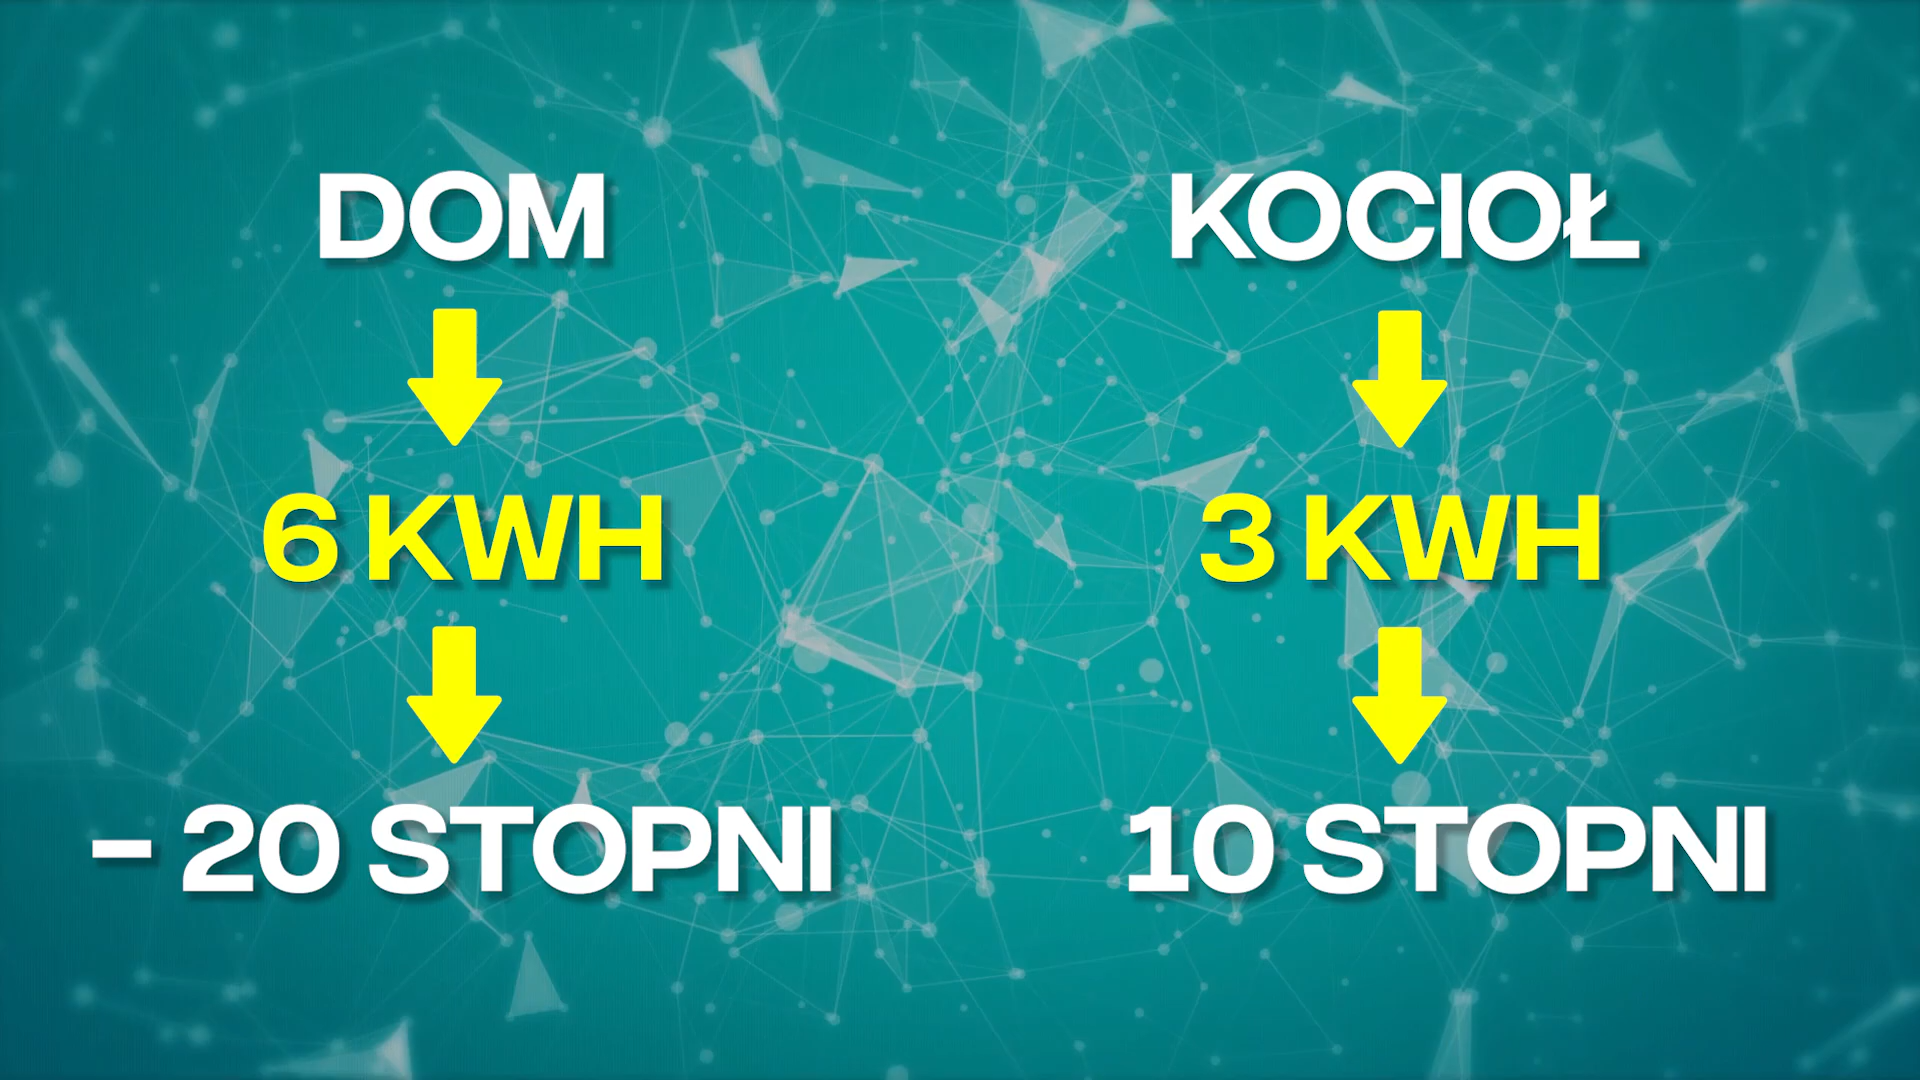 DOM
6 KWH
– 20 STOPNI
KOCIOŁ
3 KWH
10 STOPNI